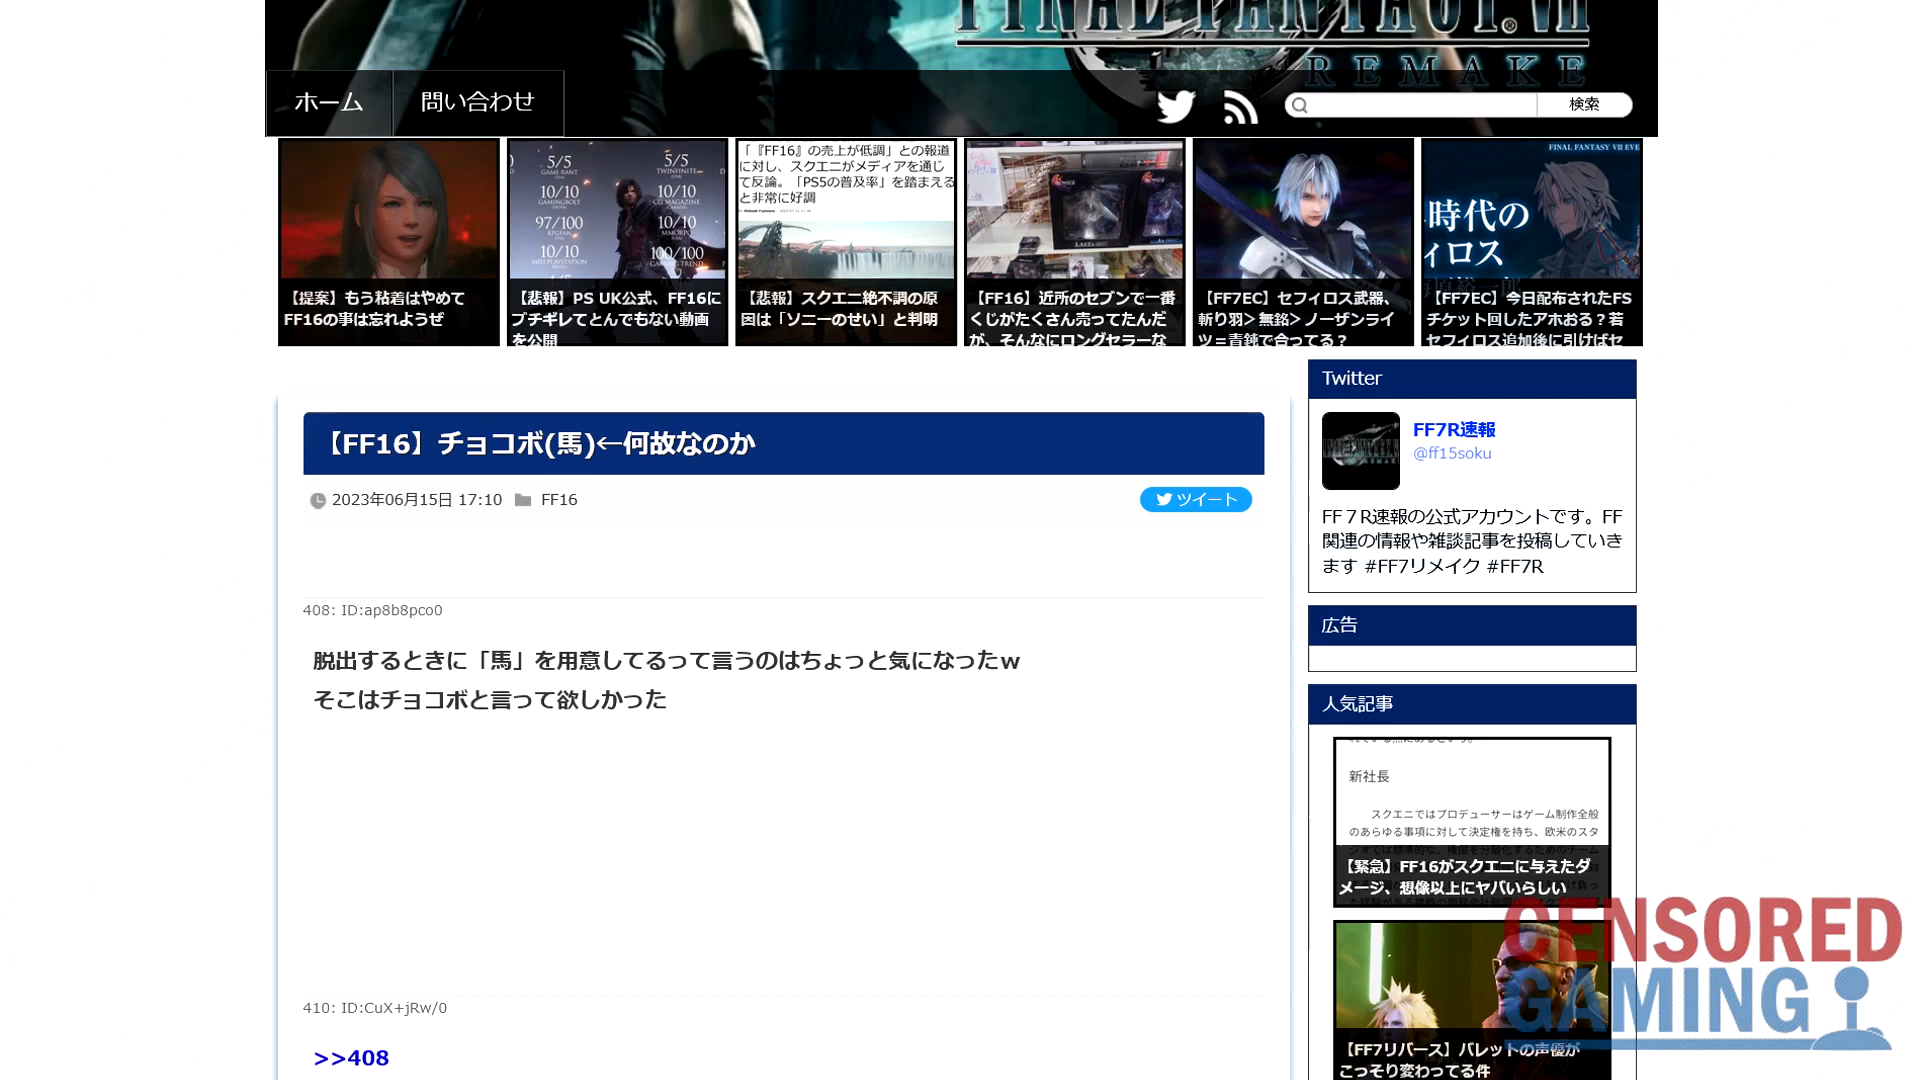 FINAL FANTASY VII
REMAKE
ホーム
問い合わせ
検索
5/5
GAME RANT
10/10
GAMINGBOLT
97/100
RPGFAN
10/10
MEU PLAYSTATION
5/5
TWINFINITE
10/10
CG MAGAZINE
10/10
100/100
GAMING TREND
「『FF16』の売上が低調」との報道
に対し、スクエニがメディアを通じ
て反論。「PS5の普及率」を踏まえる
と非常に好調
FINAL FANTASY VII EVE
時代の
ィロス
【提案】もう粘着はやめて
FF16の事は忘れようぜ
【悲報】PS UK公式、FF16に
ブチギレてとんでもない動画
を公開
【悲報】スクエニ絶不調の原
因は「ソニーのせい」と判明
【FF16】近所のセブンで一番
くじがたくさん売ってたんだ
が、そんなにロングセラーな
【FF7EC】セフィロス武器、
斬り羽＞無銘＞ノーザンライ
ツ＝青鈍で合ってる？
【FF7EC】今日配布されたFS
チケット回したアホおる？若
セフィロス追加後に引けばセ
【FF16】チョコボ(馬)←何故なのか
2023年06月15日 17:10 FF16
ツイート
408: ID:ap8b8pco0
脱出するときに「馬」を用意してるって言うのはちょっと気になったｗ
そこはチョコボと言って欲しかった
410: ID:CuX+jRw/0
>>408
Twitter
FF7R速報
@ff15soku
FF７R速報の公式アカウントです。FF
関連の情報や雑談記事を投稿していき
ます #FF7リメイク #FF7R
広告
人気記事
新社長
スクエニではプロデューサーはゲーム制作全般
のあらゆる事項に対して決定権を持ち、欧米のスタ
【緊急】FF16がスクエニに与えたダ
メージ、想像以上にヤバいらしい
【FF7リバース】バレットの声優が
こっそり変わってる件
CENSORED
GAMING